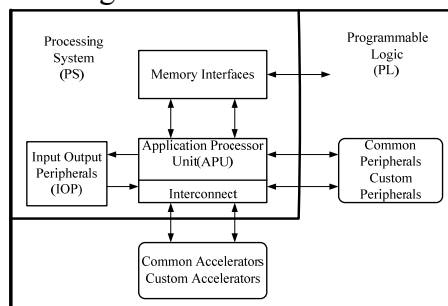 Processing
System
(PS)
Programmable
Logic
(PL)
Memory Interfaces
Application Processor
Unit(APU)
Interconnect
Input Output
Peripherals
(IOP)
Common
Peripherals
Custom
Peripherals
Common Accelerators
Custom Accelerators